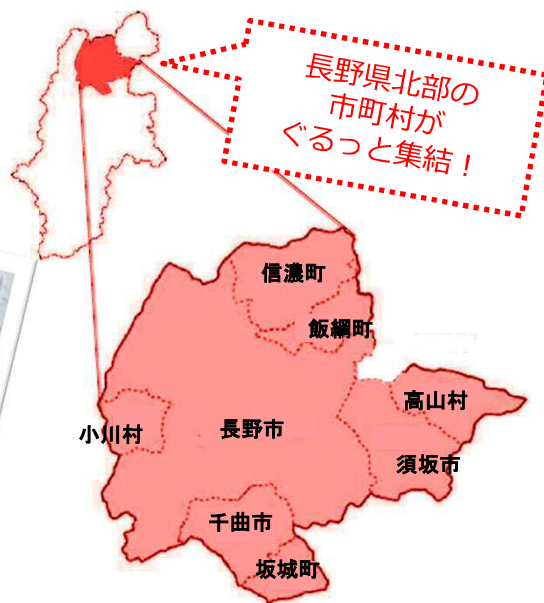 長野県北部の
市町村が
ぐるっと集結！
信濃町
飯綱町
高山村
小川村
長野市
須坂市
千曲市
坂城町